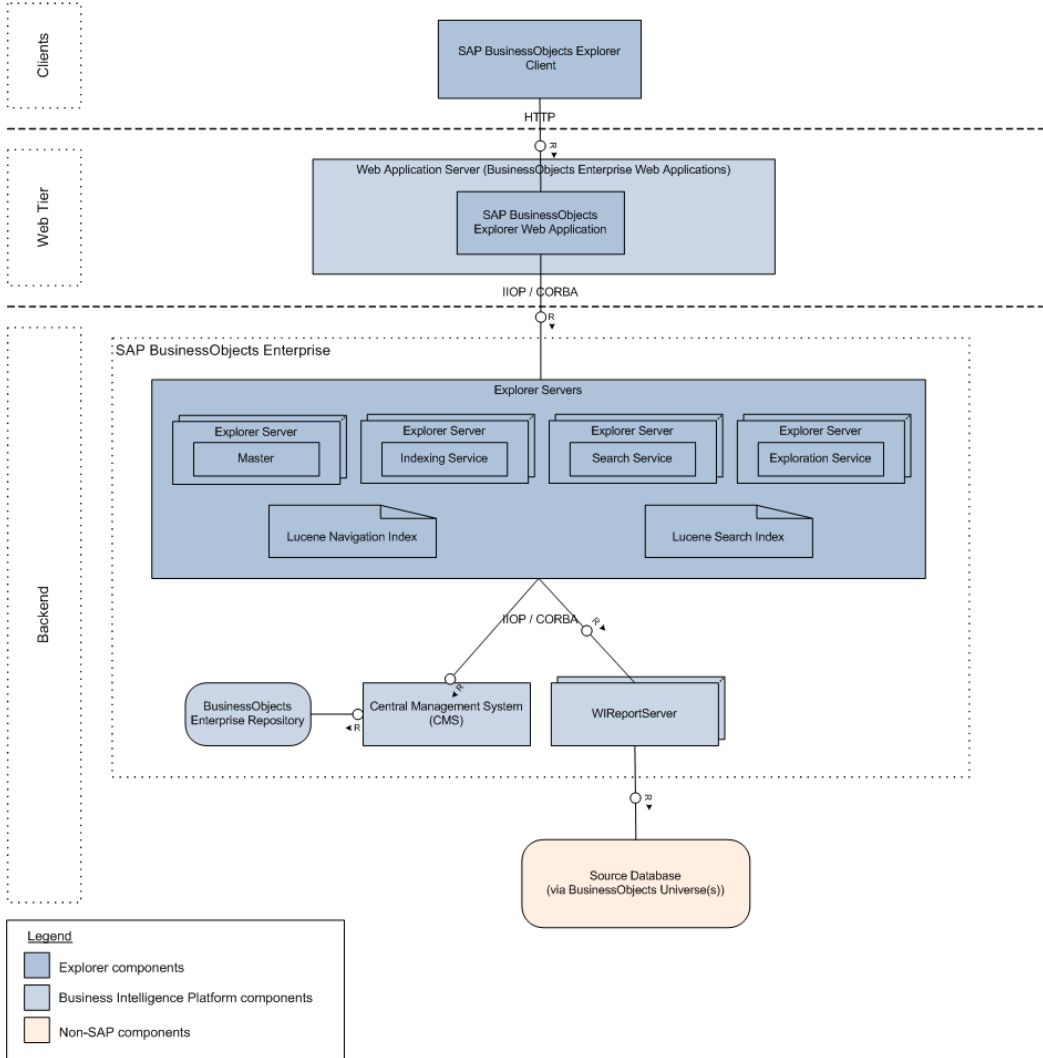 Clients
SAP BusinessObjects Explorer
Client
HTTP
R
Web Tier
Web Application Server (BusinessObjects Enterprise Web Applications)
SAP BusinessObjects
Explorer Web Application
IIOP / CORBA
R
Backend
SAP BusinessObjects Enterprise
Explorer Servers
Explorer Server
Master
Explorer Server
Indexing Service
Explorer Server
Search Service
Explorer Server
Exploration Service
Lucene Navigation Index
Lucene Search Index
IIOP / CORBA
R
R
BusinessObjects
Enterprise Repository
R
Central Management System
(CMS)
WIReportServer
R
Source Database
(via BusinessObjects Universe(s))
Legend
Explorer components
Business Intelligence Platform components
Non-SAP components